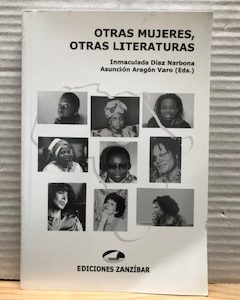 OTRAS MUJERES,
OTRAS LITERATURAS
Inmaculada Díaz Narbona
Asunción Aragón Varo (Eds.)
EDICIONES ZANZÍBAR